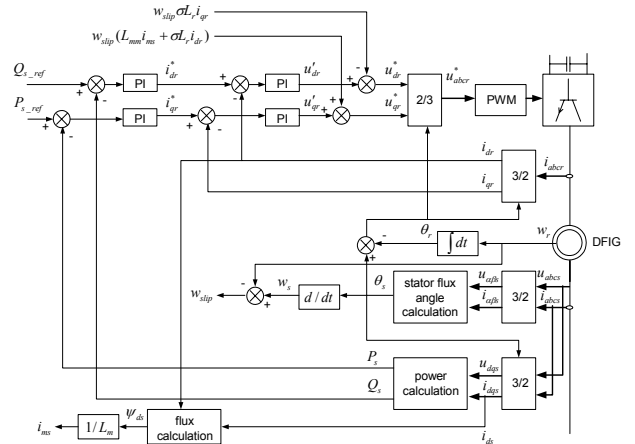 w_slip σL_r i_qr
w_slip(L_mm i_ms + σL_r i_dr)
Q_s_ref
+
-
PI
i*_dr
+
-
PI
u'_dr
-
+
u*_dr
P_s_ref
+
-
PI
i*_qr
+
-
PI
u'_qr
+
+
u*_qr
2/3
u*_abcr
PWM
i_dr
i_qr
3/2
i_abcr
-
+
θ_r
∫ dt
w_r
DFIG
w_slip
-
+
w_s
d / dt
θ_s
stator flux
angle
calculation
u_αβs
i_αβs
3/2
u_abcs
i_abcs
P_s
Q_s
power
calculation
u_dqs
i_dqs
3/2
i_ms
1/L_m
ψ_ds
flux
calculation
i_ds